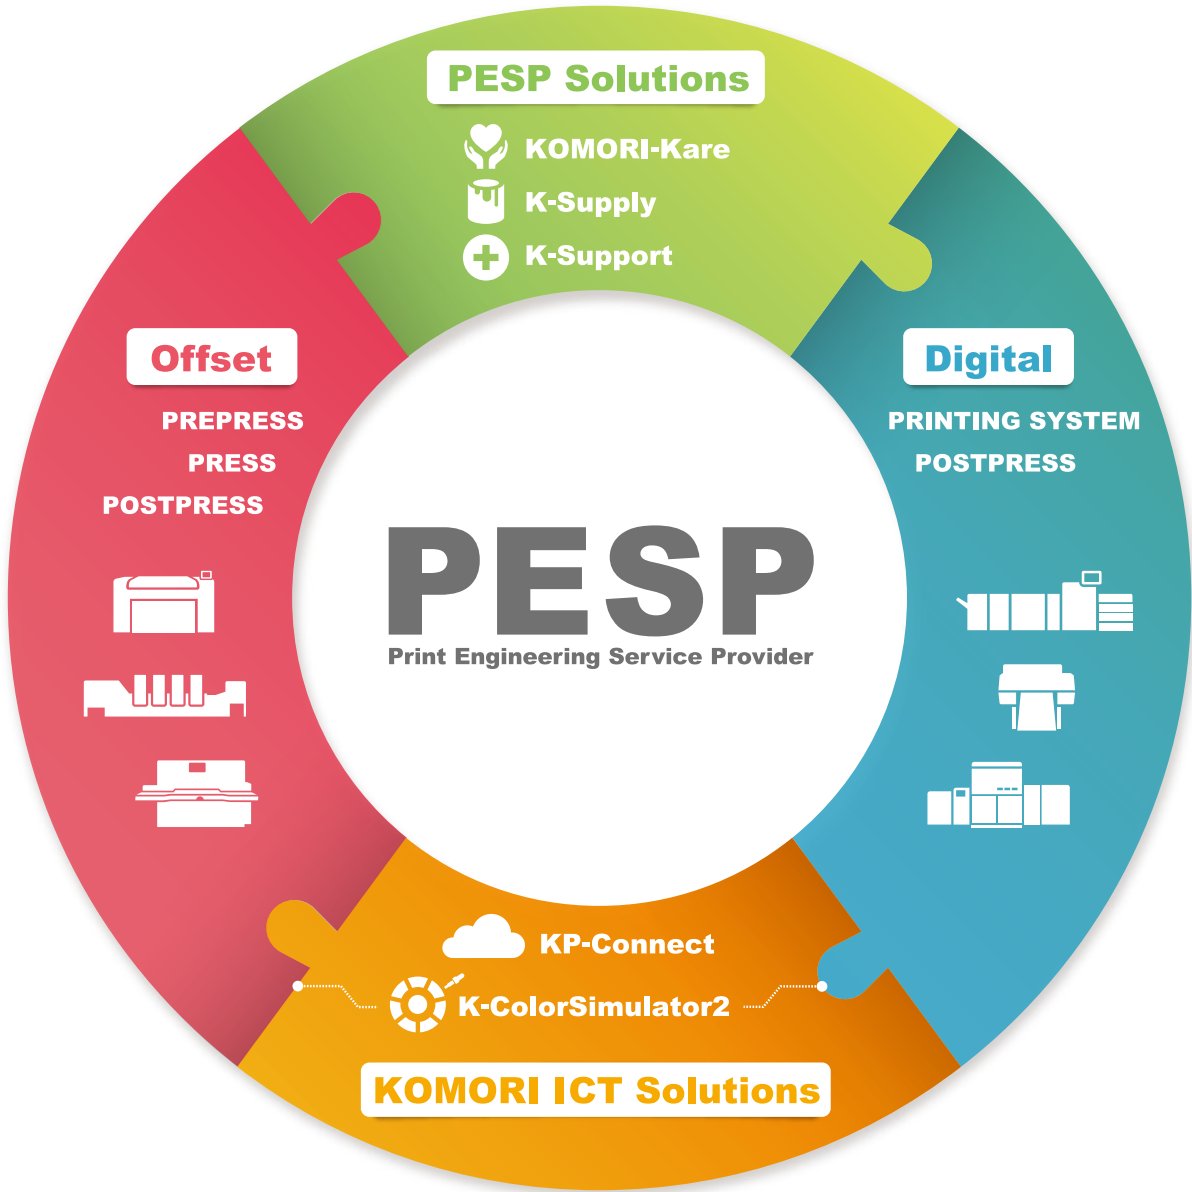 PESP Solutions
KOMORI-Kare
K-Supply
K-Support
Offset
PREPRESS
PRESS
POSTPRESS
Digital
PRINTING SYSTEM
POSTPRESS
PESP
Print Engineering Service Provider
KP-Connect
K-ColorSimulator2
KOMORI ICT Solutions